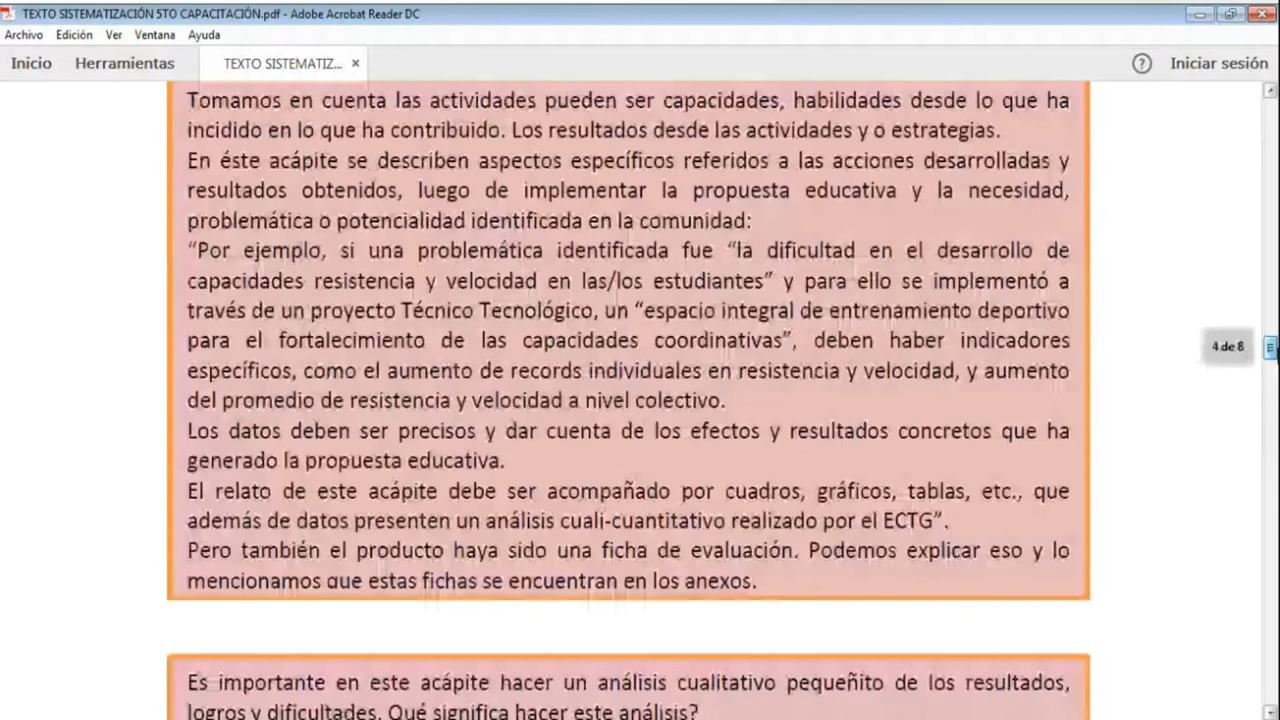 TEXTO SISTEMATIZACIÓN 5TO CAPACITACIÓN.pdf - Adobe Acrobat Reader DC
Archivo Edición Ver Ventana Ayuda
Inicio Herramientas TEXTO SISTEMATIZ... × ? Iniciar sesión
Tomamos en cuenta las actividades pueden ser capacidades, habilidades desde lo que ha
incidido en lo que ha contribuido. Los resultados desde las actividades y o estrategias.
En éste acápite se describen aspectos específicos referidos a las acciones desarrolladas y
resultados obtenidos, luego de implementar la propuesta educativa y la necesidad,
problemática o potencialidad identificada en la comunidad:
“Por ejemplo, si una problemática identificada fue “la dificultad en el desarrollo de
capacidades resistencia y velocidad en las/los estudiantes” y para ello se implementó a
través de un proyecto Técnico Tecnológico, un “espacio integral de entrenamiento deportivo
para el fortalecimiento de las capacidades coordinativas”, deben haber indicadores
específicos, como el aumento de records individuales en resistencia y velocidad, y aumento
del promedio de resistencia y velocidad a nivel colectivo.
Los datos deben ser precisos y dar cuenta de los efectos y resultados concretos que ha
generado la propuesta educativa.
El relato de este acápite debe ser acompañado por cuadros, gráficos, tablas, etc., que
además de datos presenten un análisis cuali-cuantitativo realizado por el ECTG”.
Pero también el producto haya sido una ficha de evaluación. Podemos explicar eso y lo
mencionamos que estas fichas se encuentran en los anexos.
4 de 8
Es importante en este acápite hacer un análisis cualitativo pequeñito de los resultados,
logros y dificultades. Qué significa hacer este análisis?